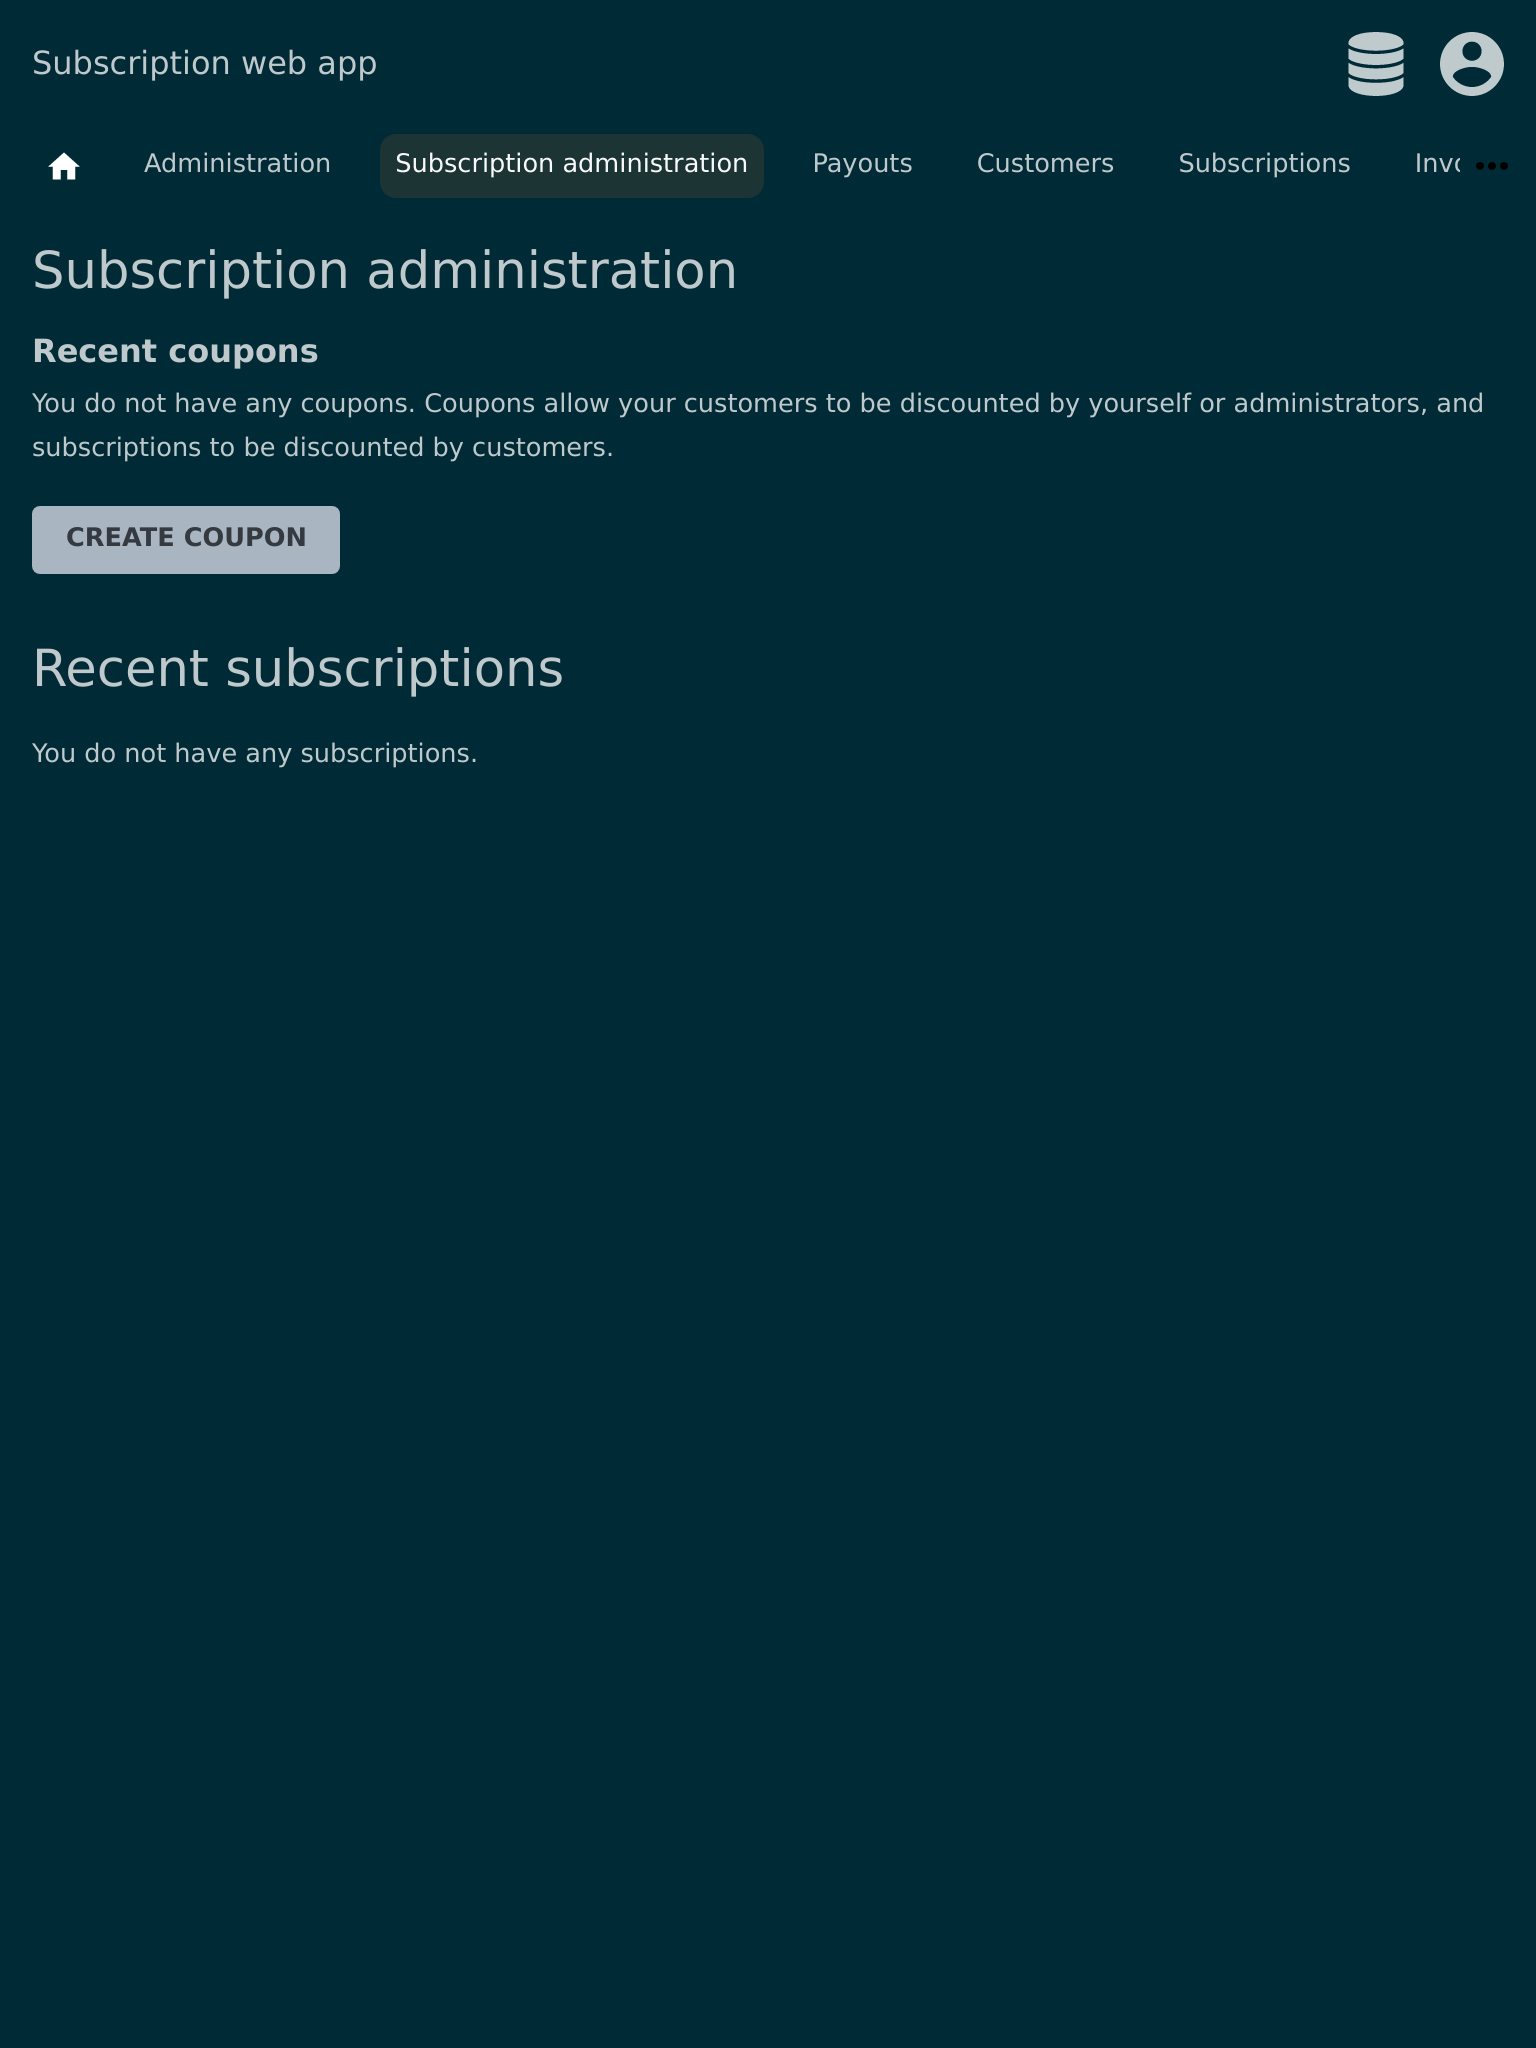 Subscription web app
Administration Subscription administration Payouts Customers Subscriptions
Subscription administration
Recent coupons
You do not have any coupons. Coupons allow your customers to be discounted by yourself or administrators, and
subscriptions to be discounted by customers.
CREATE COUPON
Recent subscriptions
You do not have any subscriptions.